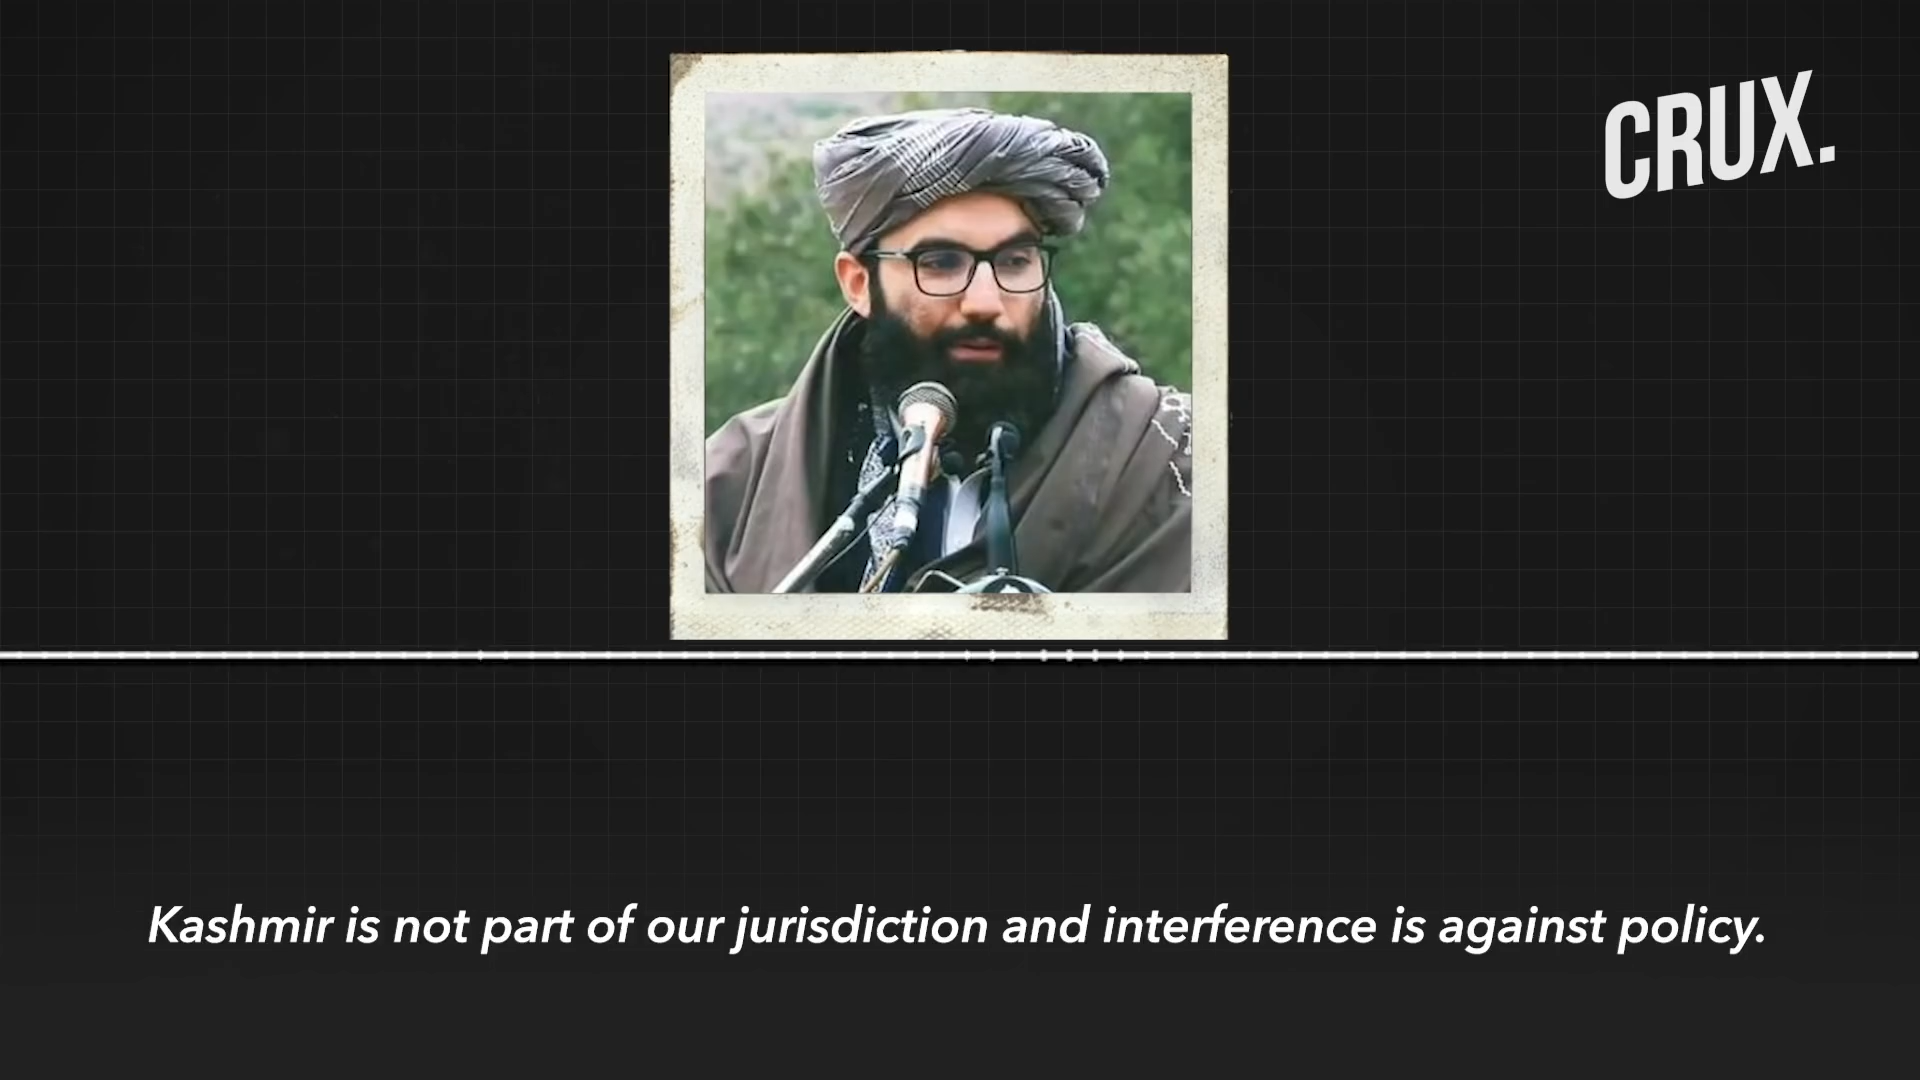 CRUX.
Kashmir is not part of our jurisdiction and interference is against policy.